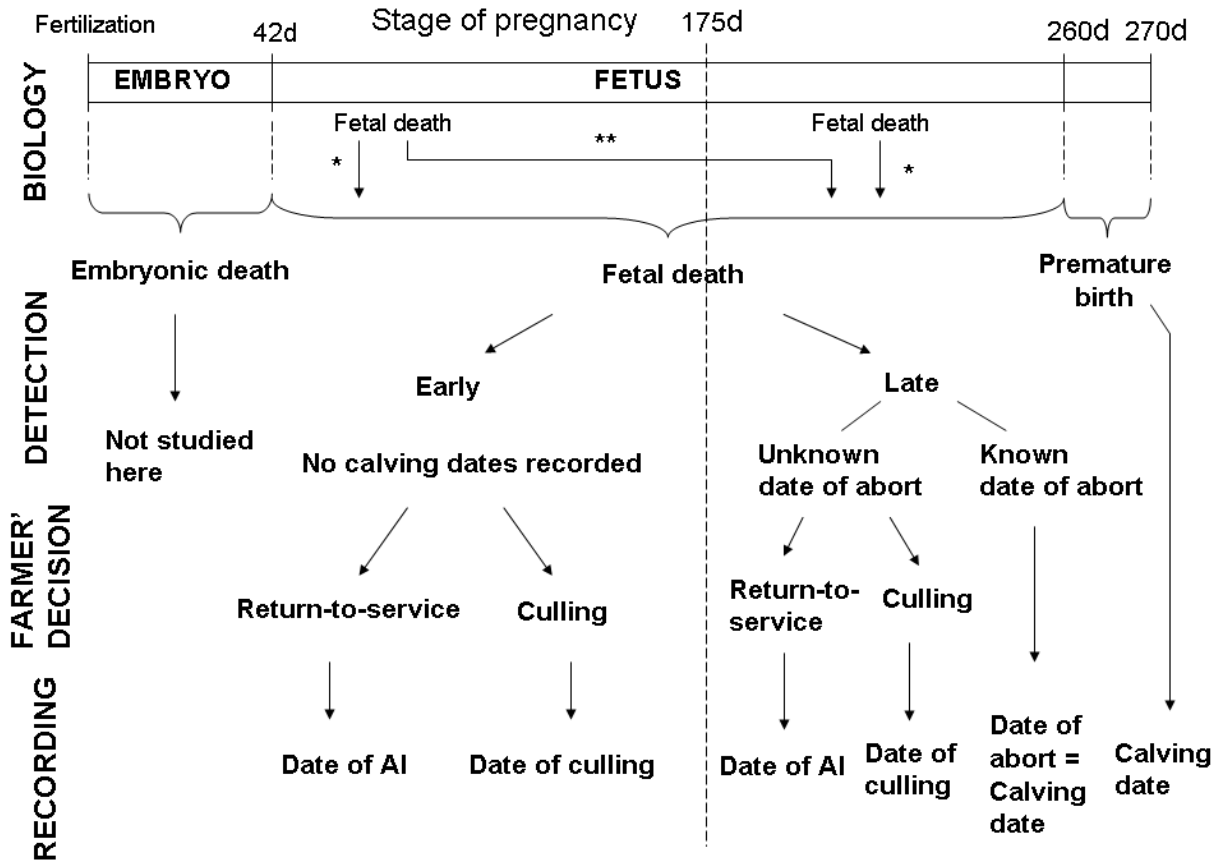 Fertilization
42d
Stage of pregnancy
175d
260d
270d
BIOLOGY
EMBRYO
FETUS
Fetal death
**
Fetal death
*
*
Embryonic death
Fetal death
Premature
birth
DETECTION
Early
Late
Not studied
here
No calving dates recorded
Unknown
date of abort
Known
date of abort
FARMER'
DECISION
Return-to-service
Culling
Return-to-
service
Culling
RECORDING
Date of AI
Date of culling
Date of AI
Date of
culling
Date of
abort =
Calving
date
Calving
date